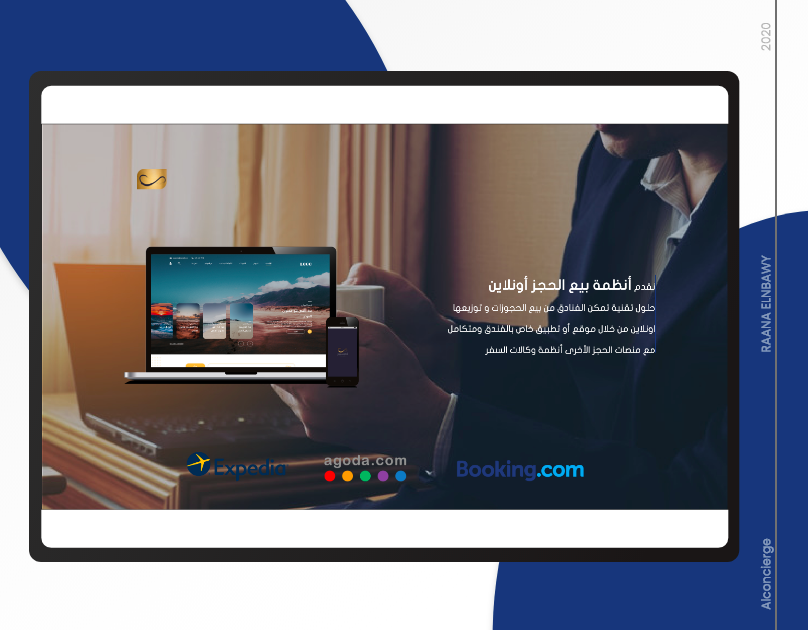 2020
RAANA ELNBAWY
Alconcierge
نقدم أنظمة بيع الحجز أونلاين
حلول تقنية تمكن الفنادق من بيع الحجوزات و توزيعها
اونلاين من خلال موقع أو تطبيق خاص بالفندق ومتكامل
مع منصات الحجز الأخرى أنظمة وكالات السفر
Expedia
agoda.com
Booking.com